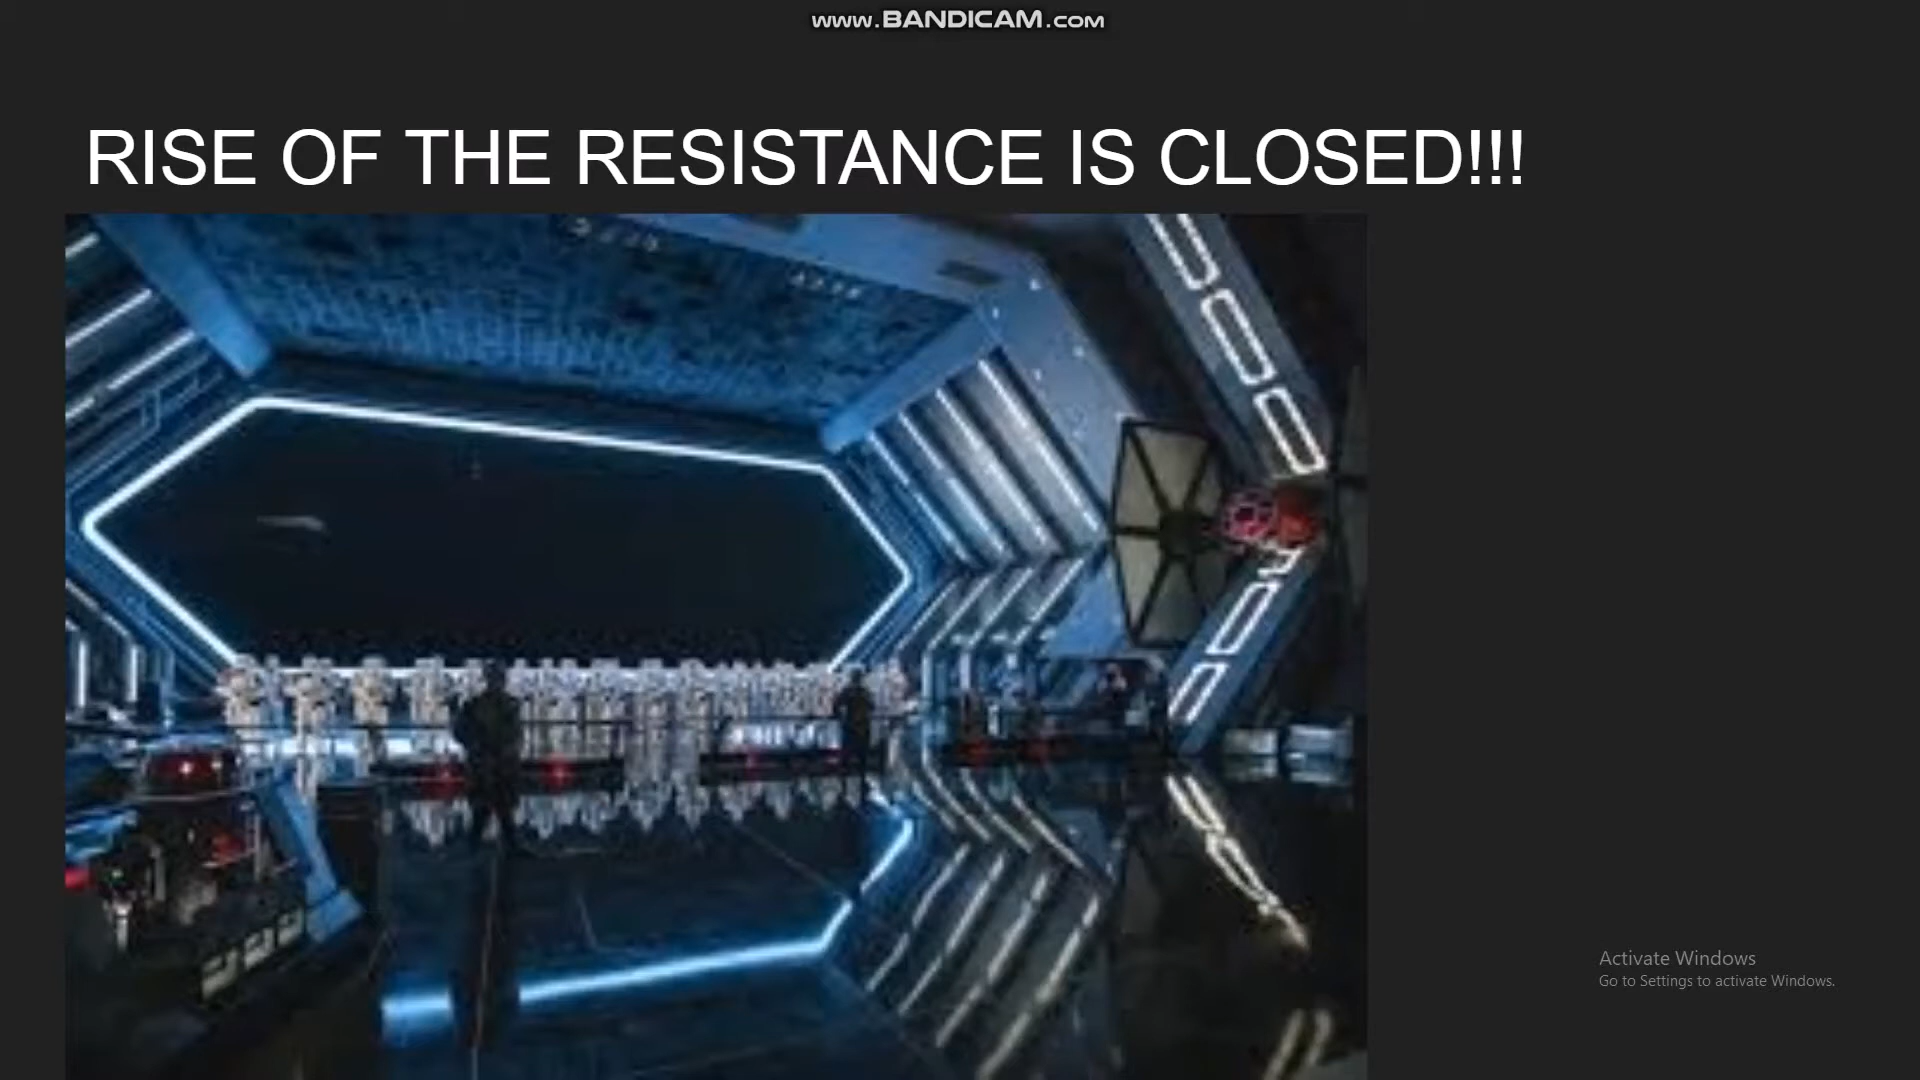 www.BANDICAM.com
RISE OF THE RESISTANCE IS CLOSED!!!
Activate Windows
Go to Settings to activate Windows.